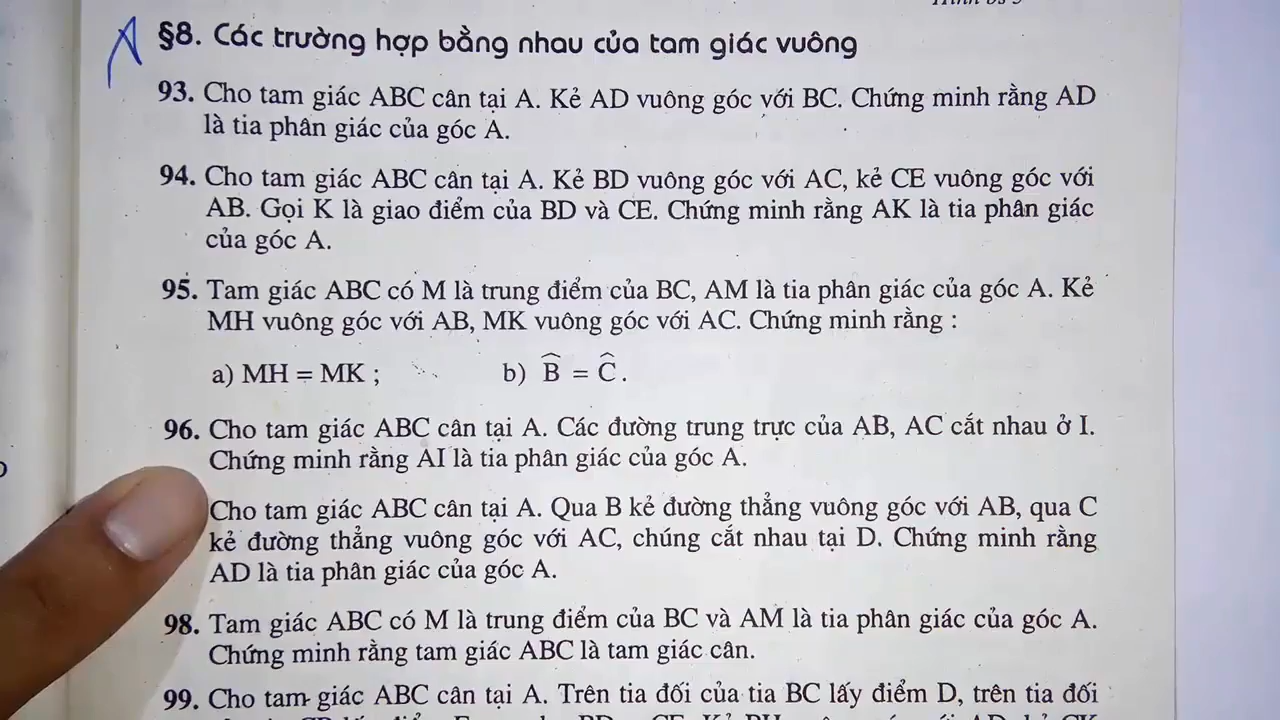 A §8. Các trường hợp bằng nhau của tam giác vuông
93. Cho tam giác ABC cân tại A. Kẻ AD vuông góc với BC. Chứng minh rằng AD
là tia phân giác của góc A.
94. Cho tam giác ABC cân tại A. Kẻ BD vuông góc với AC, kẻ CE vuông góc với
AB. Gọi K là giao điểm của BD và CE. Chứng minh rằng AK là tia phân giác
của góc A.
95. Tam giác ABC có M là trung điểm của BC, AM là tia phân giác của góc A. Kẻ
MH vuông góc với AB, MK vuông góc với AC. Chứng minh rằng :
a) MH = MK ; b) B̂ = Ĉ.
96. Cho tam giác ABC cân tại A. Các đường trung trực của AB, AC cắt nhau ở I.
Chứng minh rằng AI là tia phân giác của góc A.
Cho tam giác ABC cân tại A. Qua B kẻ đường thẳng vuông góc với AB, qua C
kẻ đường thẳng vuông góc với AC, chúng cắt nhau tại D. Chứng minh rằng
AD là tia phân giác của góc A.
98. Tam giác ABC có M là trung điểm của BC và AM là tia phân giác của góc A.
Chứng minh rằng tam giác ABC là tam giác cân.
99. Cho tam giác ABC cân tại A. Trên tia đối của tia BC lấy điểm D, trên tia đối